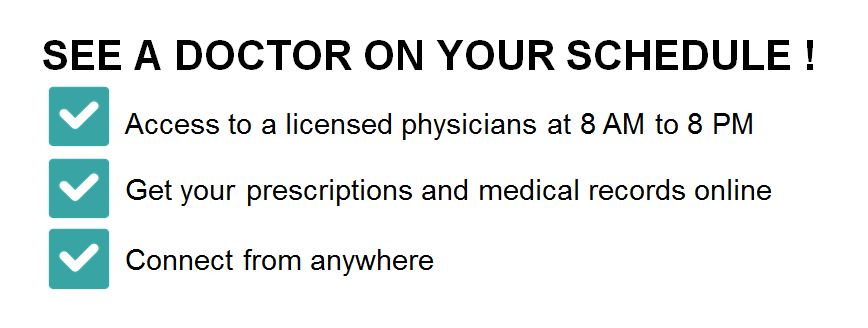 SEE A DOCTOR ON YOUR SCHEDULE !
Access to a licensed physicians at 8 AM to 8 PM
Get your prescriptions and medical records online
Connect from anywhere